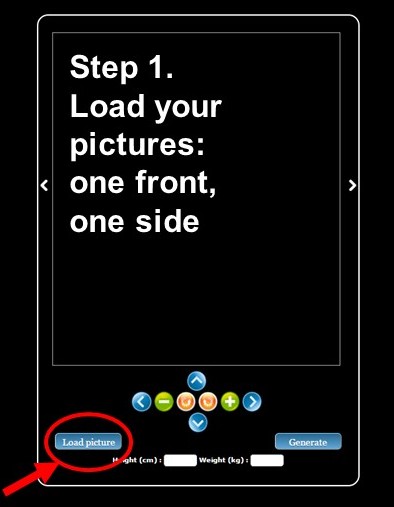 Step 1.
Load your
pictures:
one front,
one side
Load picture
Generate
Height (cm) : Weight (kg) :